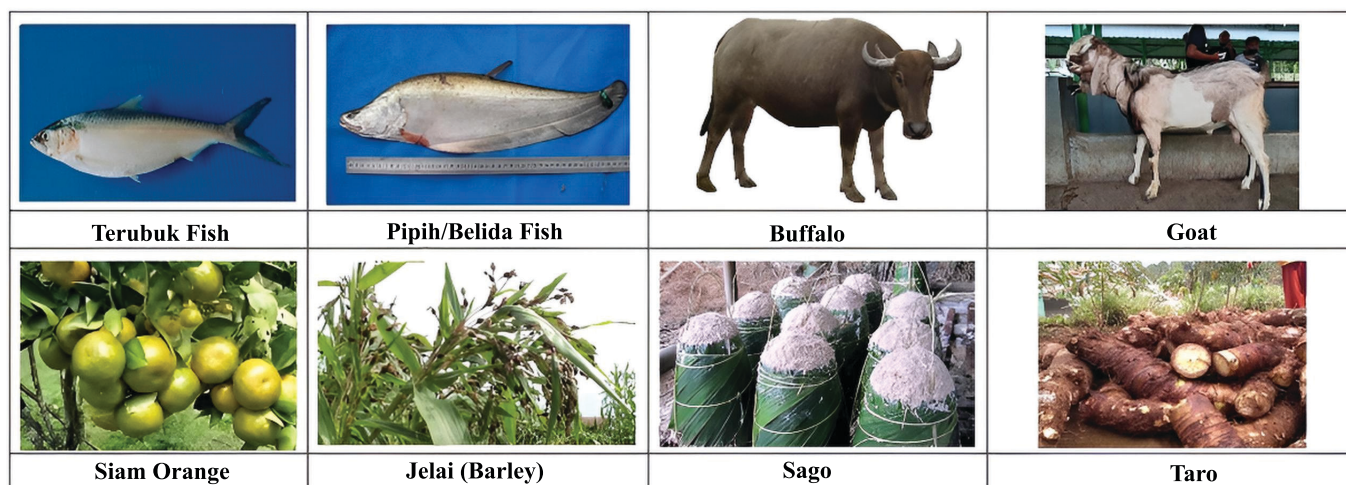 Terubuk Fish
Pipih/Belida Fish
Buffalo
Goat
Siam Orange
Jelai (Barley)
Sago
Taro